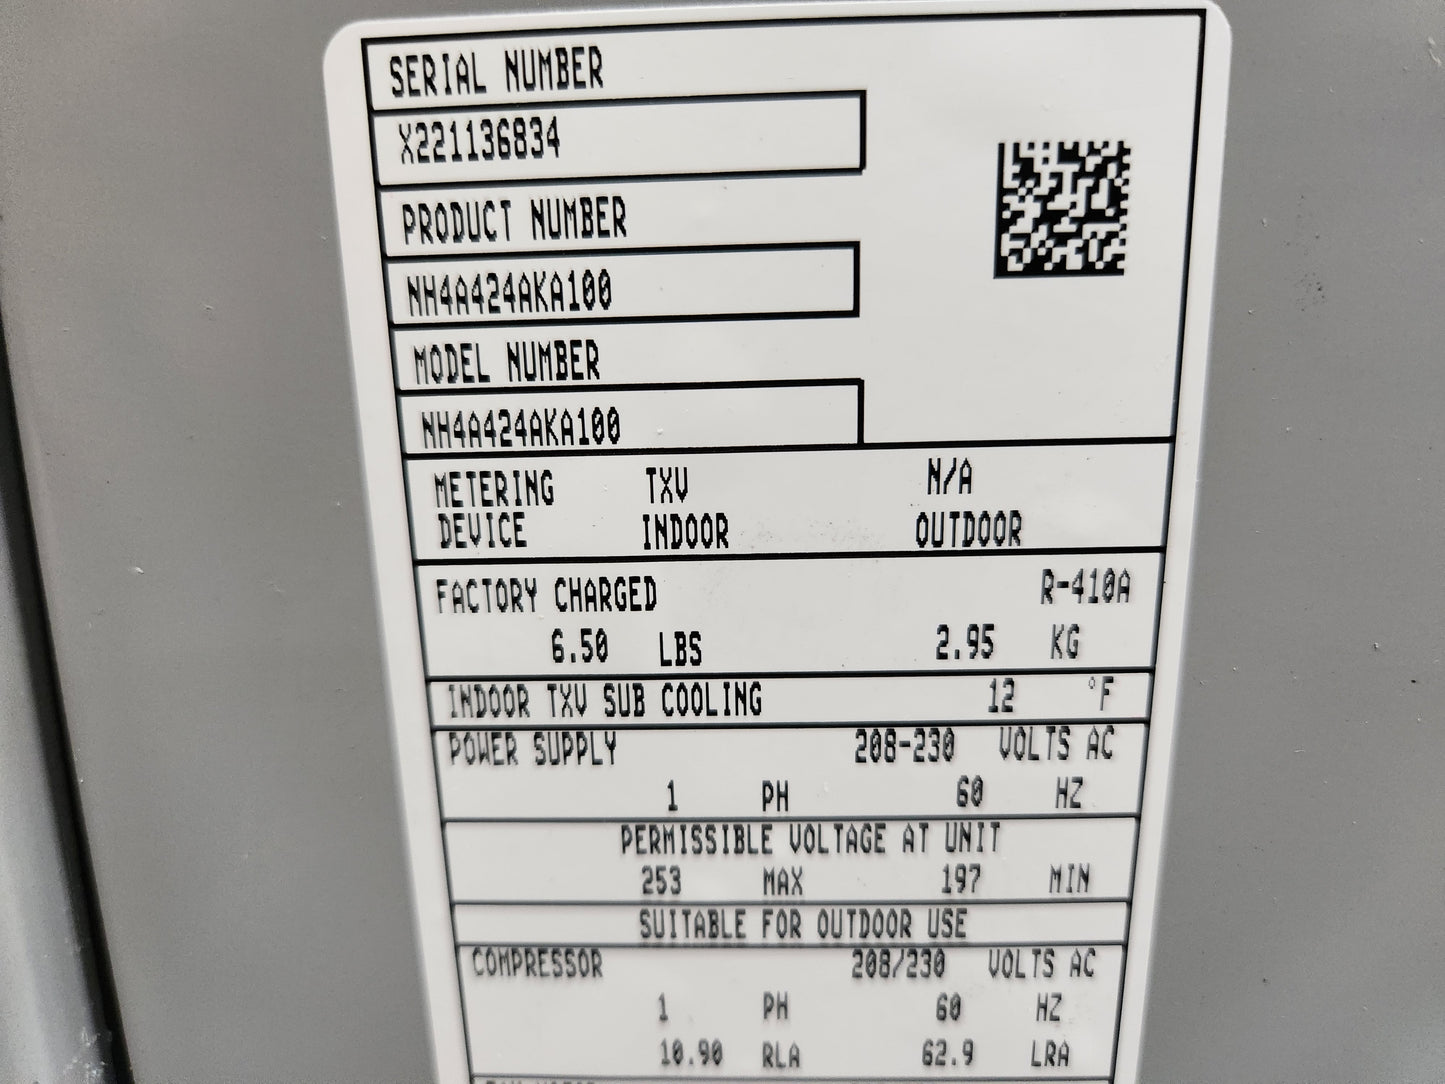 SERIAL NUMBER
X221136834
PRODUCT NUMBER
NH4A424AKA100
MODEL NUMBER
NH4A424AKA100
METERING TXV N/A
DEVICE INDOOR OUTDOOR
FACTORY CHARGED R-410A
6.50 LBS 2.95 KG
INDOOR TXV SUB COOLING 12 °F
POWER SUPPLY 208-230 VOLTS AC
1 PH 60 HZ
PERMISSIBLE VOLTAGE AT UNIT
253 MAX 197 MIN
SUITABLE FOR OUTDOOR USE
COMPRESSOR 208/230 VOLTS AC
1 PH 60 HZ
10.90 RLA 62.9 LRA